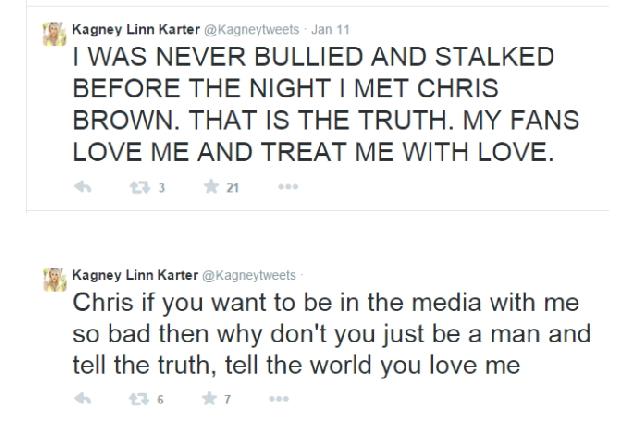 Kagney Linn Karter @Kagneytweets · Jan 11
I WAS NEVER BULLIED AND STALKED
BEFORE THE NIGHT I MET CHRIS
BROWN. THAT IS THE TRUTH. MY FANS
LOVE ME AND TREAT ME WITH LOVE.
3 21
Kagney Linn Karter @Kagneytweets ·
Chris if you want to be in the media with me
so bad then why don't you just be a man and
tell the truth, tell the world you love me
6 7